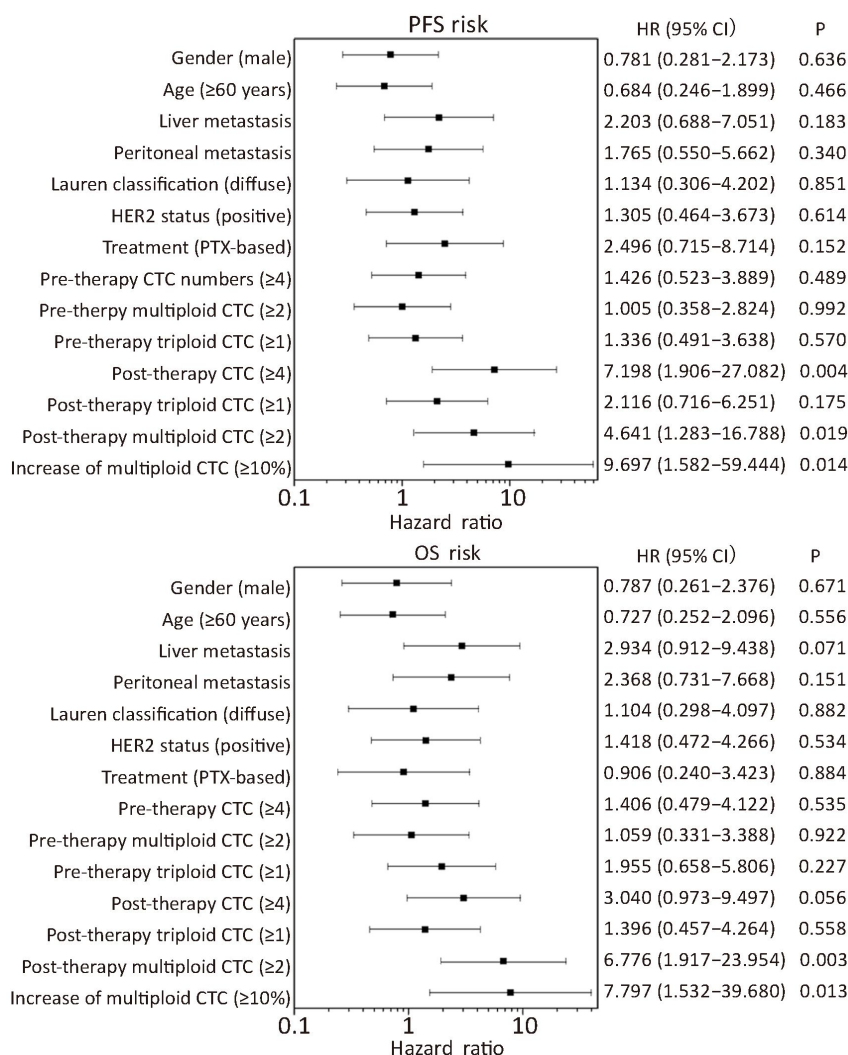 PFS risk HR (95% CI) P
Gender (male) 0.781 (0.281–2.173) 0.636
Age (≥60 years) 0.684 (0.246–1.899) 0.466
Liver metastasis 2.203 (0.688–7.051) 0.183
Peritoneal metastasis 1.765 (0.550–5.662) 0.340
Lauren classification (diffuse) 1.134 (0.306–4.202) 0.851
HER2 status (positive) 1.305 (0.464–3.673) 0.614
Treatment (PTX-based) 2.496 (0.715–8.714) 0.152
Pre-therapy CTC numbers (≥4) 1.426 (0.523–3.889) 0.489
Pre-therpy multiploid CTC (≥2) 1.005 (0.358–2.824) 0.992
Pre-therapy triploid CTC (≥1) 1.336 (0.491–3.638) 0.570
Post-therapy CTC (≥4) 7.198 (1.906–27.082) 0.004
Post-therapy triploid CTC (≥1) 2.116 (0.716–6.251) 0.175
Post-therapy multiploid CTC (≥2) 4.641 (1.283–16.788) 0.019
Increase of multiploid CTC (≥10%) 9.697 (1.582–59.444) 0.014
0.1 1 10
Hazard ratio
OS risk HR (95% CI) P
Gender (male) 0.787 (0.261–2.376) 0.671
Age (≥60 years) 0.727 (0.252–2.096) 0.556
Liver metastasis 2.934 (0.912–9.438) 0.071
Peritoneal metastasis 2.368 (0.731–7.668) 0.151
Lauren classification (diffuse) 1.104 (0.298–4.097) 0.882
HER2 status (positive) 1.418 (0.472–4.266) 0.534
Treatment (PTX-based) 0.906 (0.240–3.423) 0.884
Pre-therapy CTC (≥4) 1.406 (0.479–4.122) 0.535
Pre-therapy multiploid CTC (≥2) 1.059 (0.331–3.388) 0.922
Pre-therapy triploid CTC (≥1) 1.955 (0.658–5.806) 0.227
Post-therapy CTC (≥4) 3.040 (0.973–9.497) 0.056
Post-therapy triploid CTC (≥1) 1.396 (0.457–4.264) 0.558
Post-therapy multiploid CTC (≥2) 6.776 (1.917–23.954) 0.003
Increase of multiploid CTC (≥10%) 7.797 (1.532–39.680) 0.013
0.1 1 10
Hazard ratio